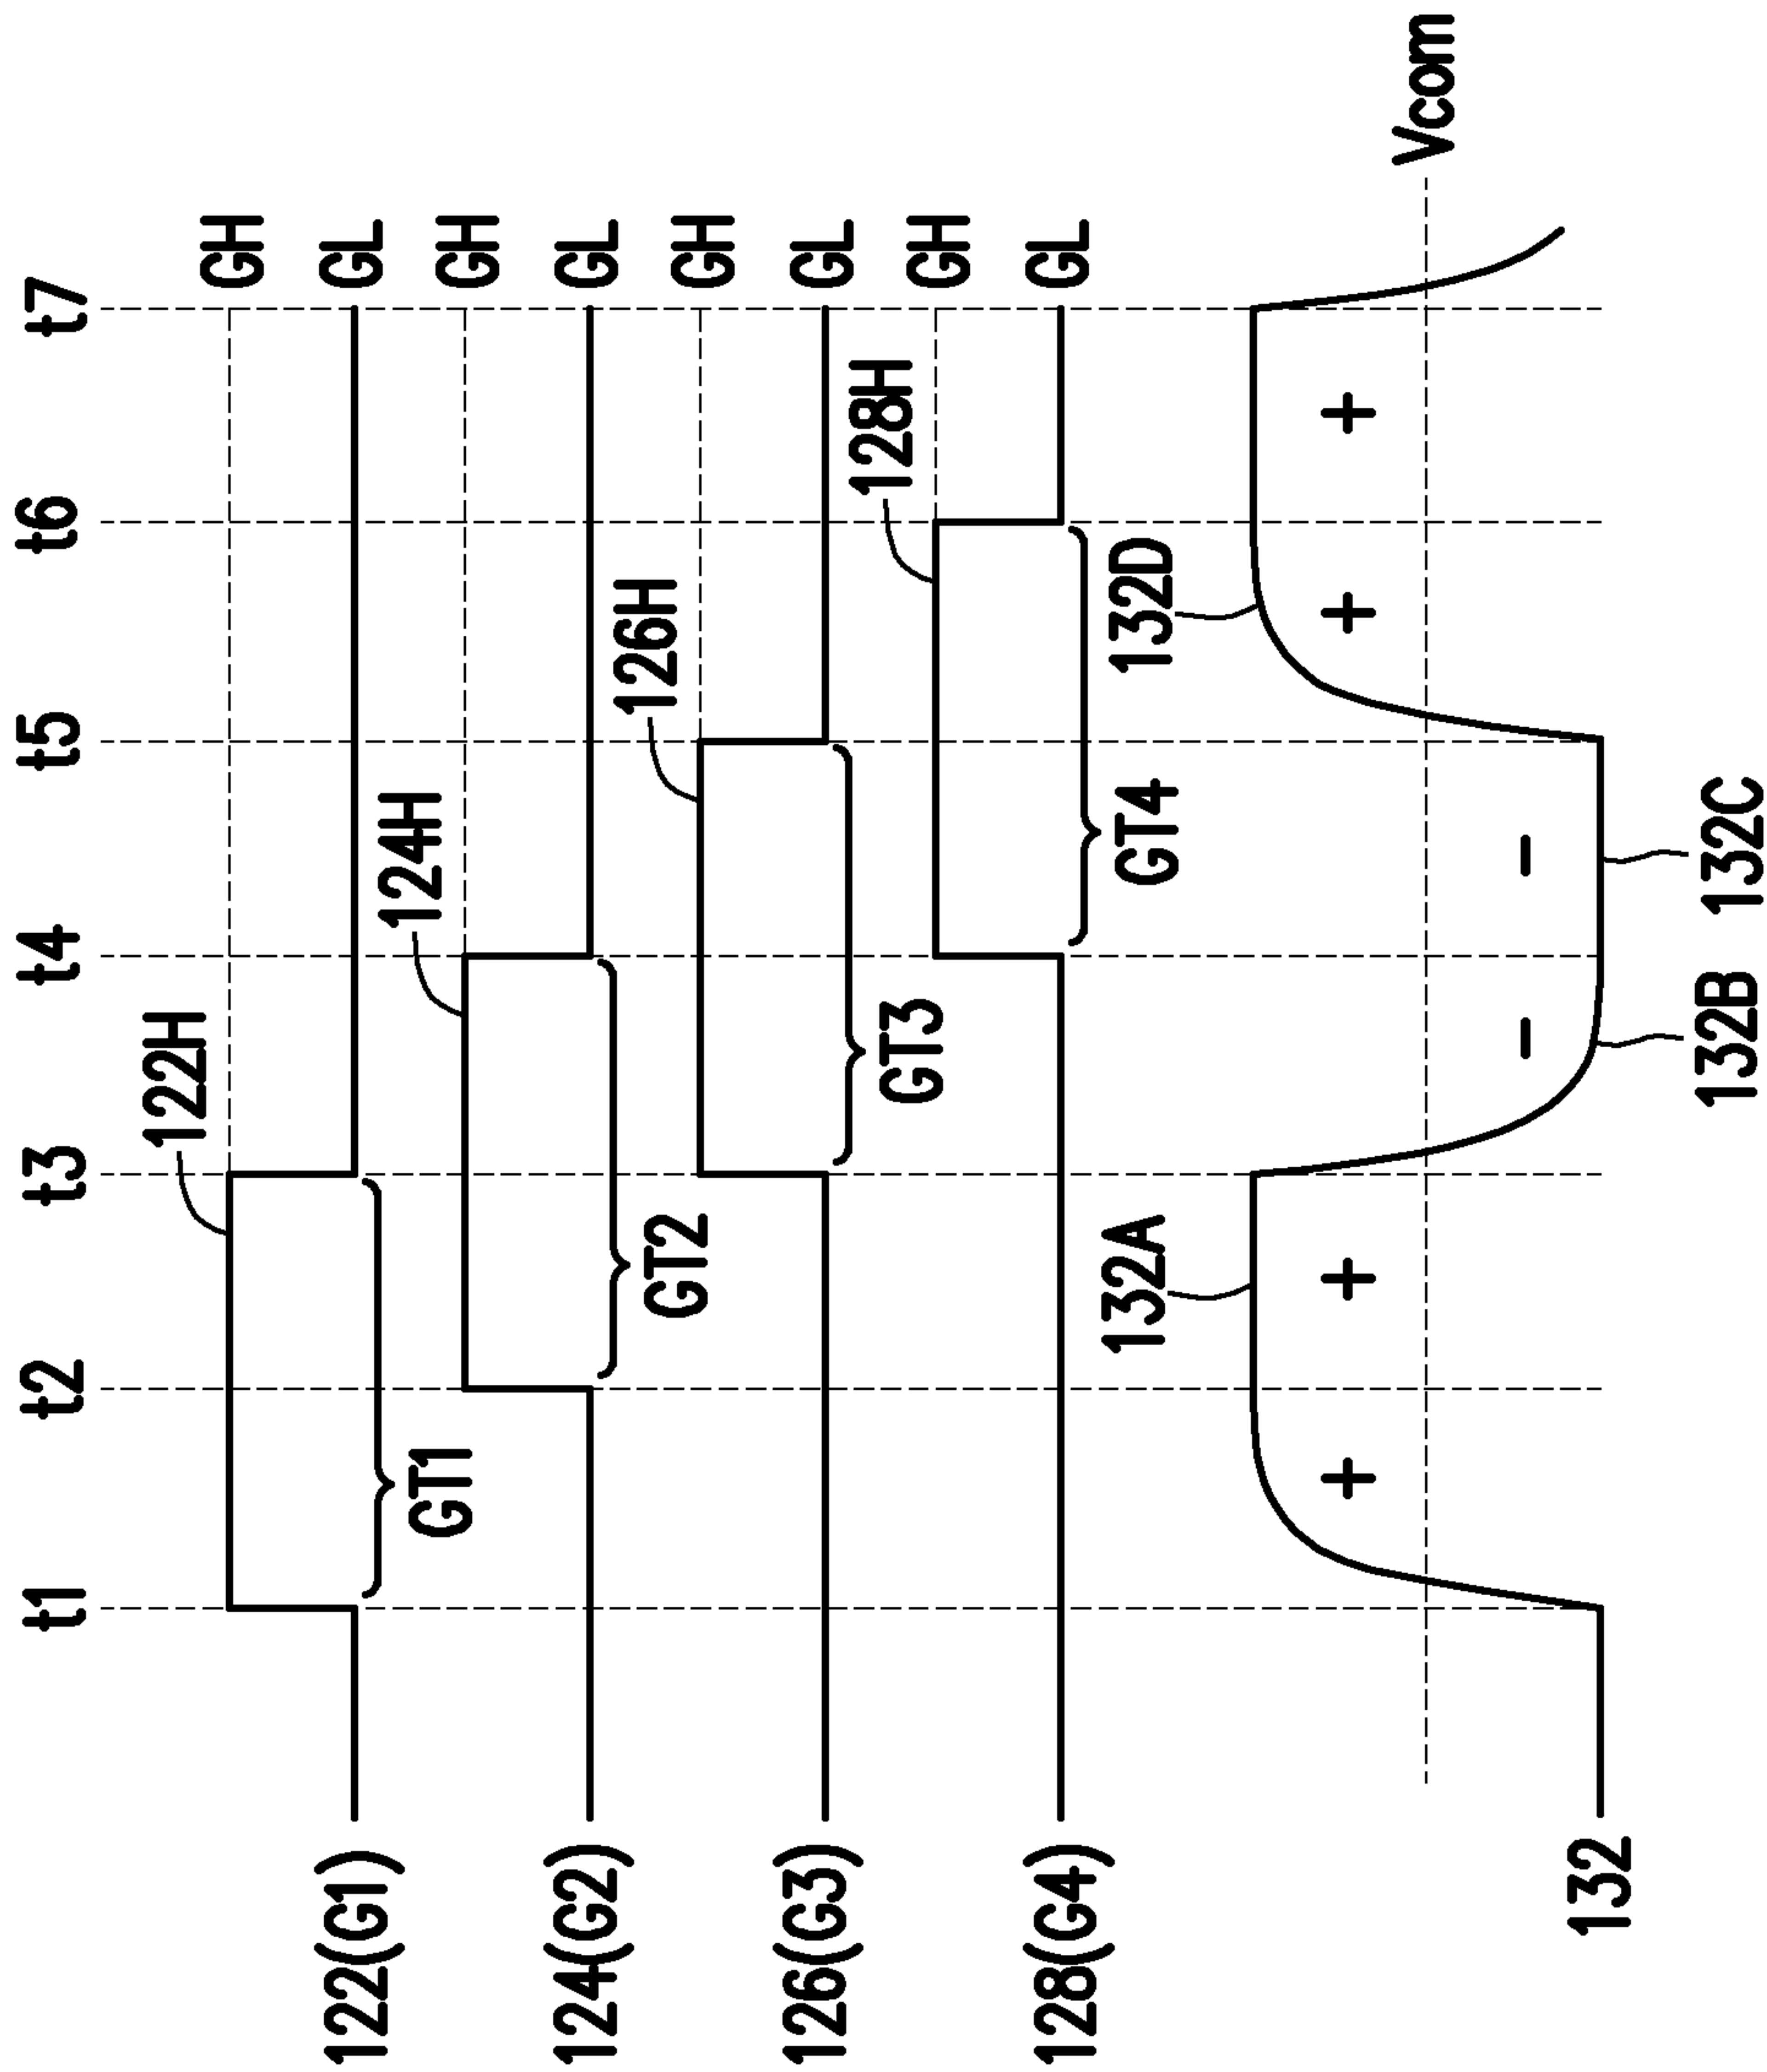 t1 t2 t3 t4 t5 t6 t7
122H
GH
122(G1) GL
GT1
124H
GH
124(G2) GL
GT2
126H
GH
126(G3) GL
GT3
128H
GH
128(G4) GL
GT4
132A 132D
+ + - - + +
Vcom
132
132B 132C